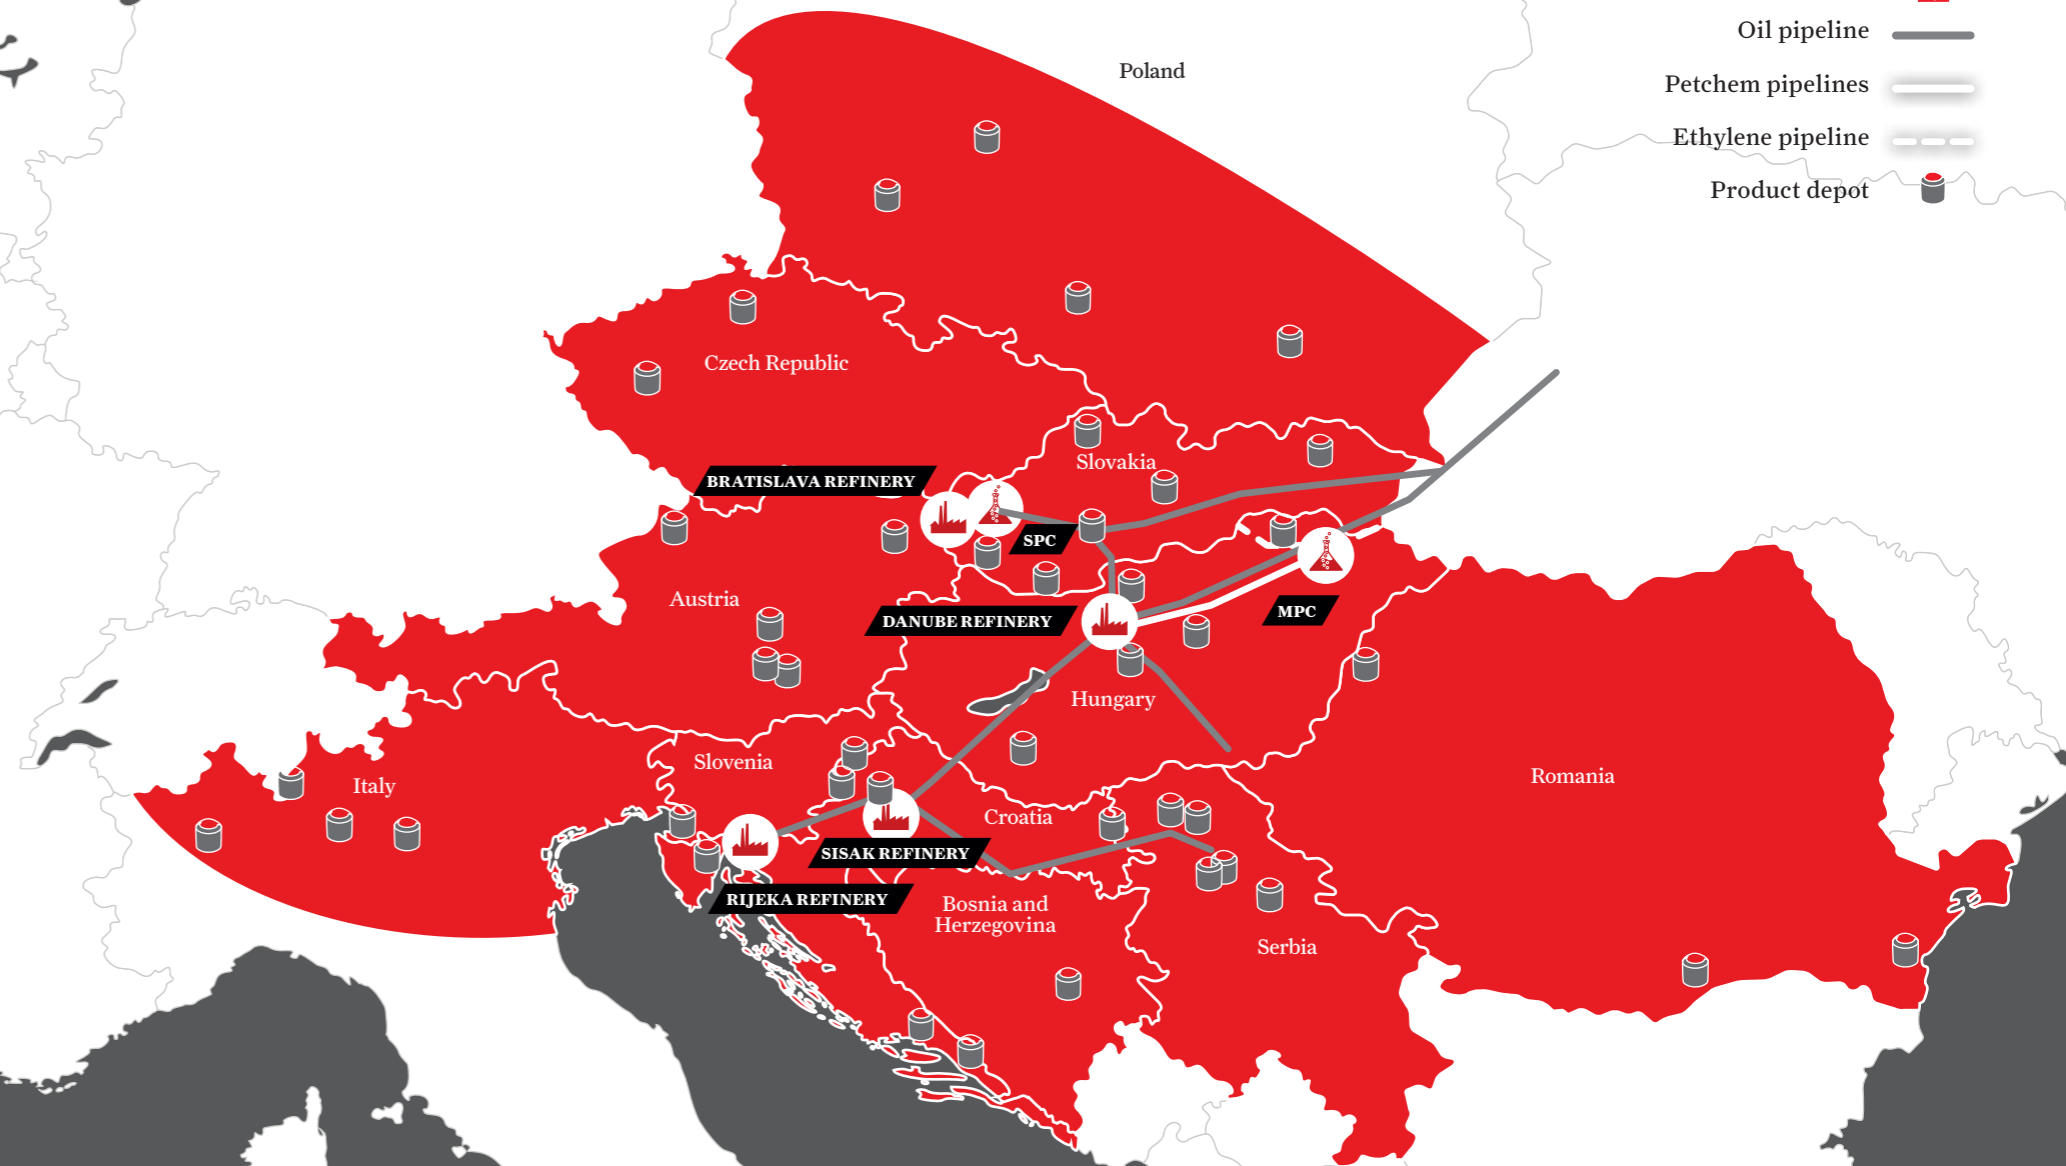 Oil pipeline
Poland
Petchem pipelines
Ethylene pipeline
Product depot
Czech Republic
Slovakia
BRATISLAVA REFINERY
SPC
Austria
MPC
DANUBE REFINERY
Hungary
Slovenia
Romania
Italy
Croatia
SISAK REFINERY
RIJEKA REFINERY
Bosnia and
Herzegovina
Serbia